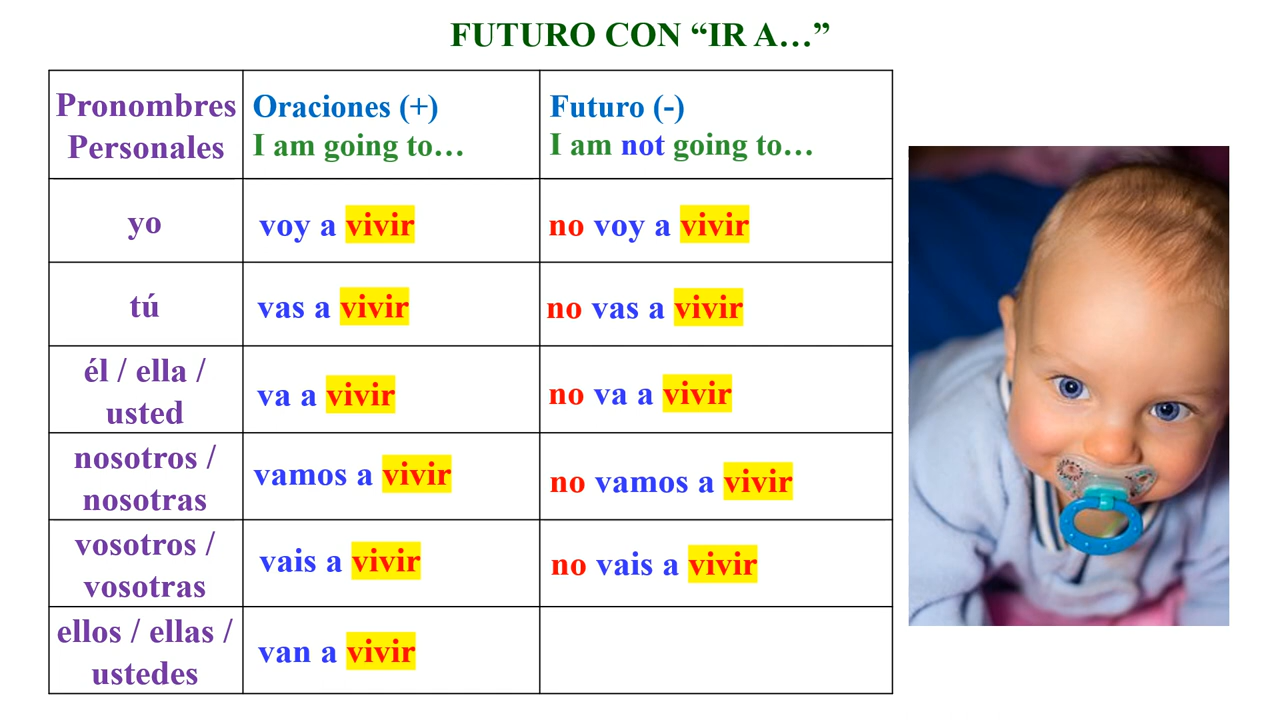 FUTURO CON “IR A…”
Pronombres Personales
Oraciones (+)
I am going to…
Futuro (-)
I am not going to…
yo
voy a vivir
no voy a vivir
tú
vas a vivir
no vas a vivir
él / ella /
usted
va a vivir
no va a vivir
nosotros /
nosotras
vamos a vivir
no vamos a vivir
vosotros /
vosotras
vais a vivir
no vais a vivir
ellos / ellas /
ustedes
van a vivir